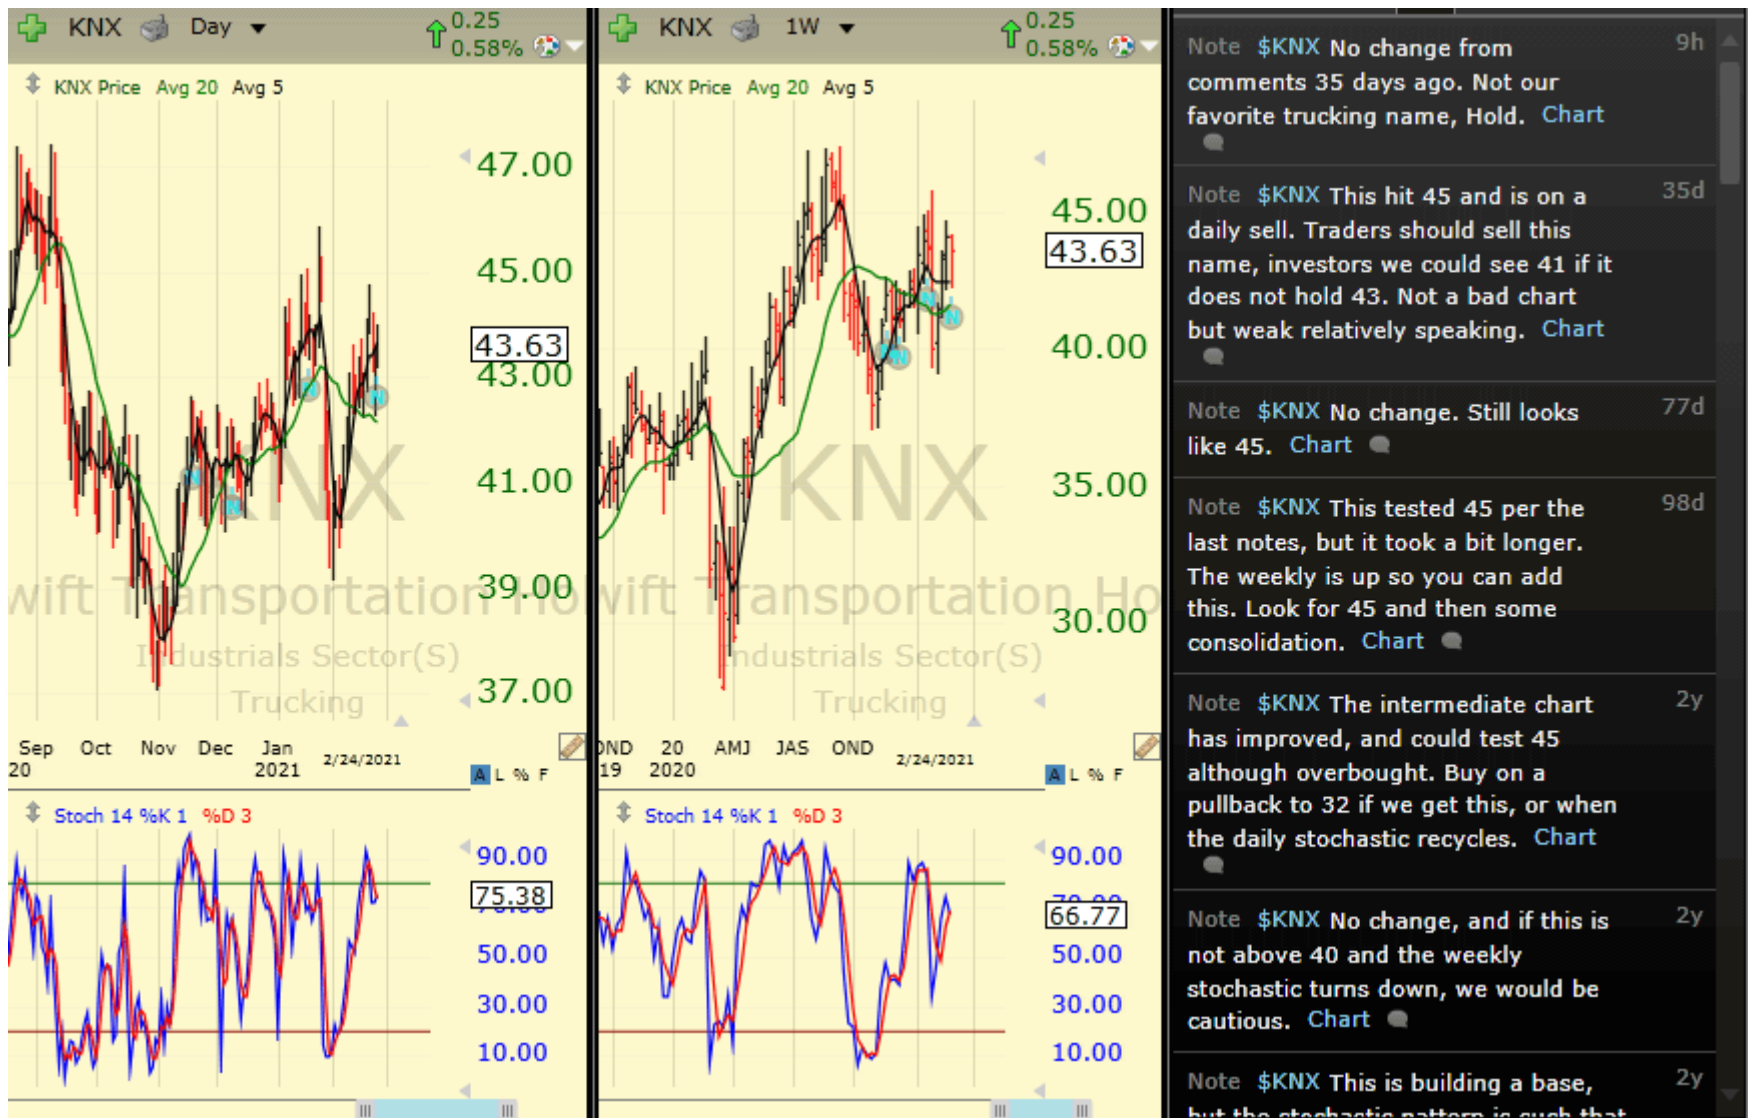 KNX Day 0.25
0.58%
KNX Price Avg 20 Avg 5
47.00
45.00
43.63
43.00
41.00
39.00
37.00
KNX
wift Transportation Ho
Industrials Sector(S)
Trucking
N
N
N
N
Sep Oct Nov Dec Jan
20 2021 2/24/2021
A L % F
Stoch 14 %K 1 %D 3
90.00
75.38
50.00
30.00
10.00
KNX 1W 0.25
0.58%
KNX Price Avg 20 Avg 5
45.00
43.63
40.00
35.00
30.00
KNX
wift Transportation Ho
Industrials Sector(S)
Trucking
N
N
N
OND 20 AMJ JAS OND
19 2020 2/24/2021
A L % F
Stoch 14 %K 1 %D 3
90.00
66.77
50.00
30.00
10.00
Note $KNX No change from 9h
comments 35 days ago. Not our
favorite trucking name, Hold. Chart
Note $KNX This hit 45 and is on a 35d
daily sell. Traders should sell this
name, investors we could see 41 if it
does not hold 43. Not a bad chart
but weak relatively speaking. Chart
Note $KNX No change. Still looks 77d
like 45. Chart
Note $KNX This tested 45 per the 98d
last notes, but it took a bit longer.
The weekly is up so you can add
this. Look for 45 and then some
consolidation. Chart
Note $KNX The intermediate chart 2y
has improved, and could test 45
although overbought. Buy on a
pullback to 32 if we get this, or when
the daily stochastic recycles. Chart
Note $KNX No change, and if this is 2y
not above 40 and the weekly
stochastic turns down, we would be
cautious. Chart
Note $KNX This is building a base, 2y
but the stochastic pattern is such that